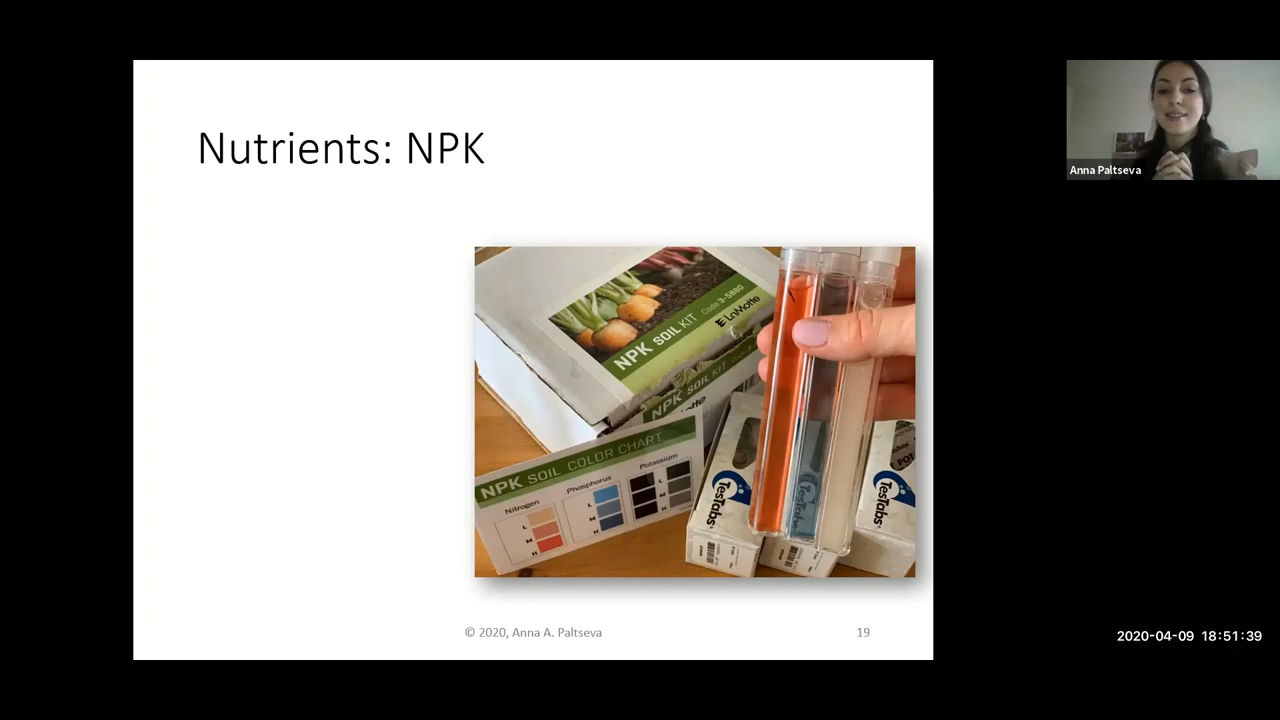 Nutrients: NPK
Anna Paltseva
NPK SOIL KIT Code 3-5880
LaMotte
NPK SOIL KIT
NPK SOIL COLOR CHART
Nitrogen
Phosphorus
Potassium
L
M
H
L
M
H
L
M
H
TesTabs
TesTabs
TesTabs
POT
© 2020, Anna A. Paltseva
19
2020-04-09 18:51:39